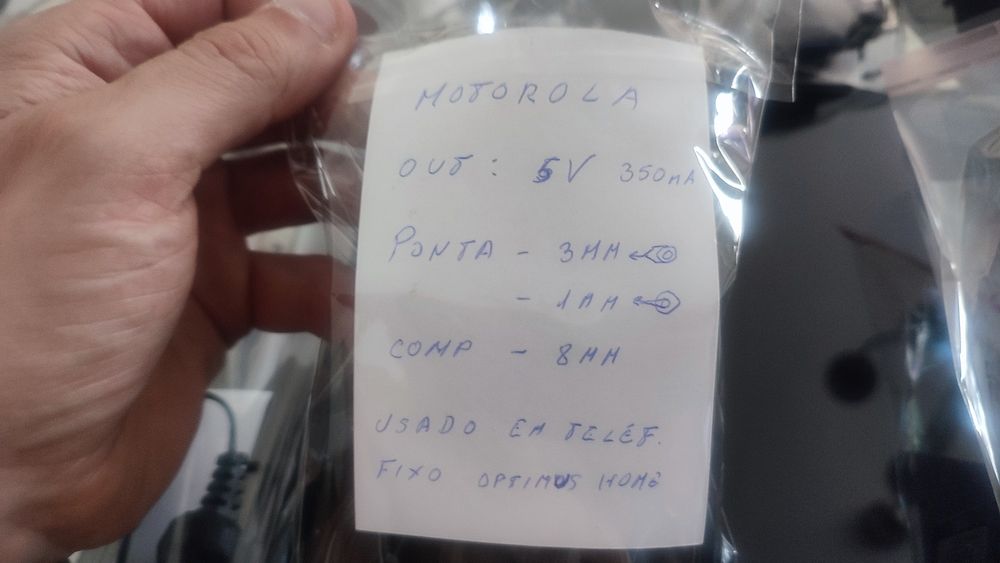 MOTOROLA
OUT: 5V 350mA
PONTA - 3MM
- 1MM
COMP - 8MM
USADO EM TELEF.
FIXO OPTIMUS HOME